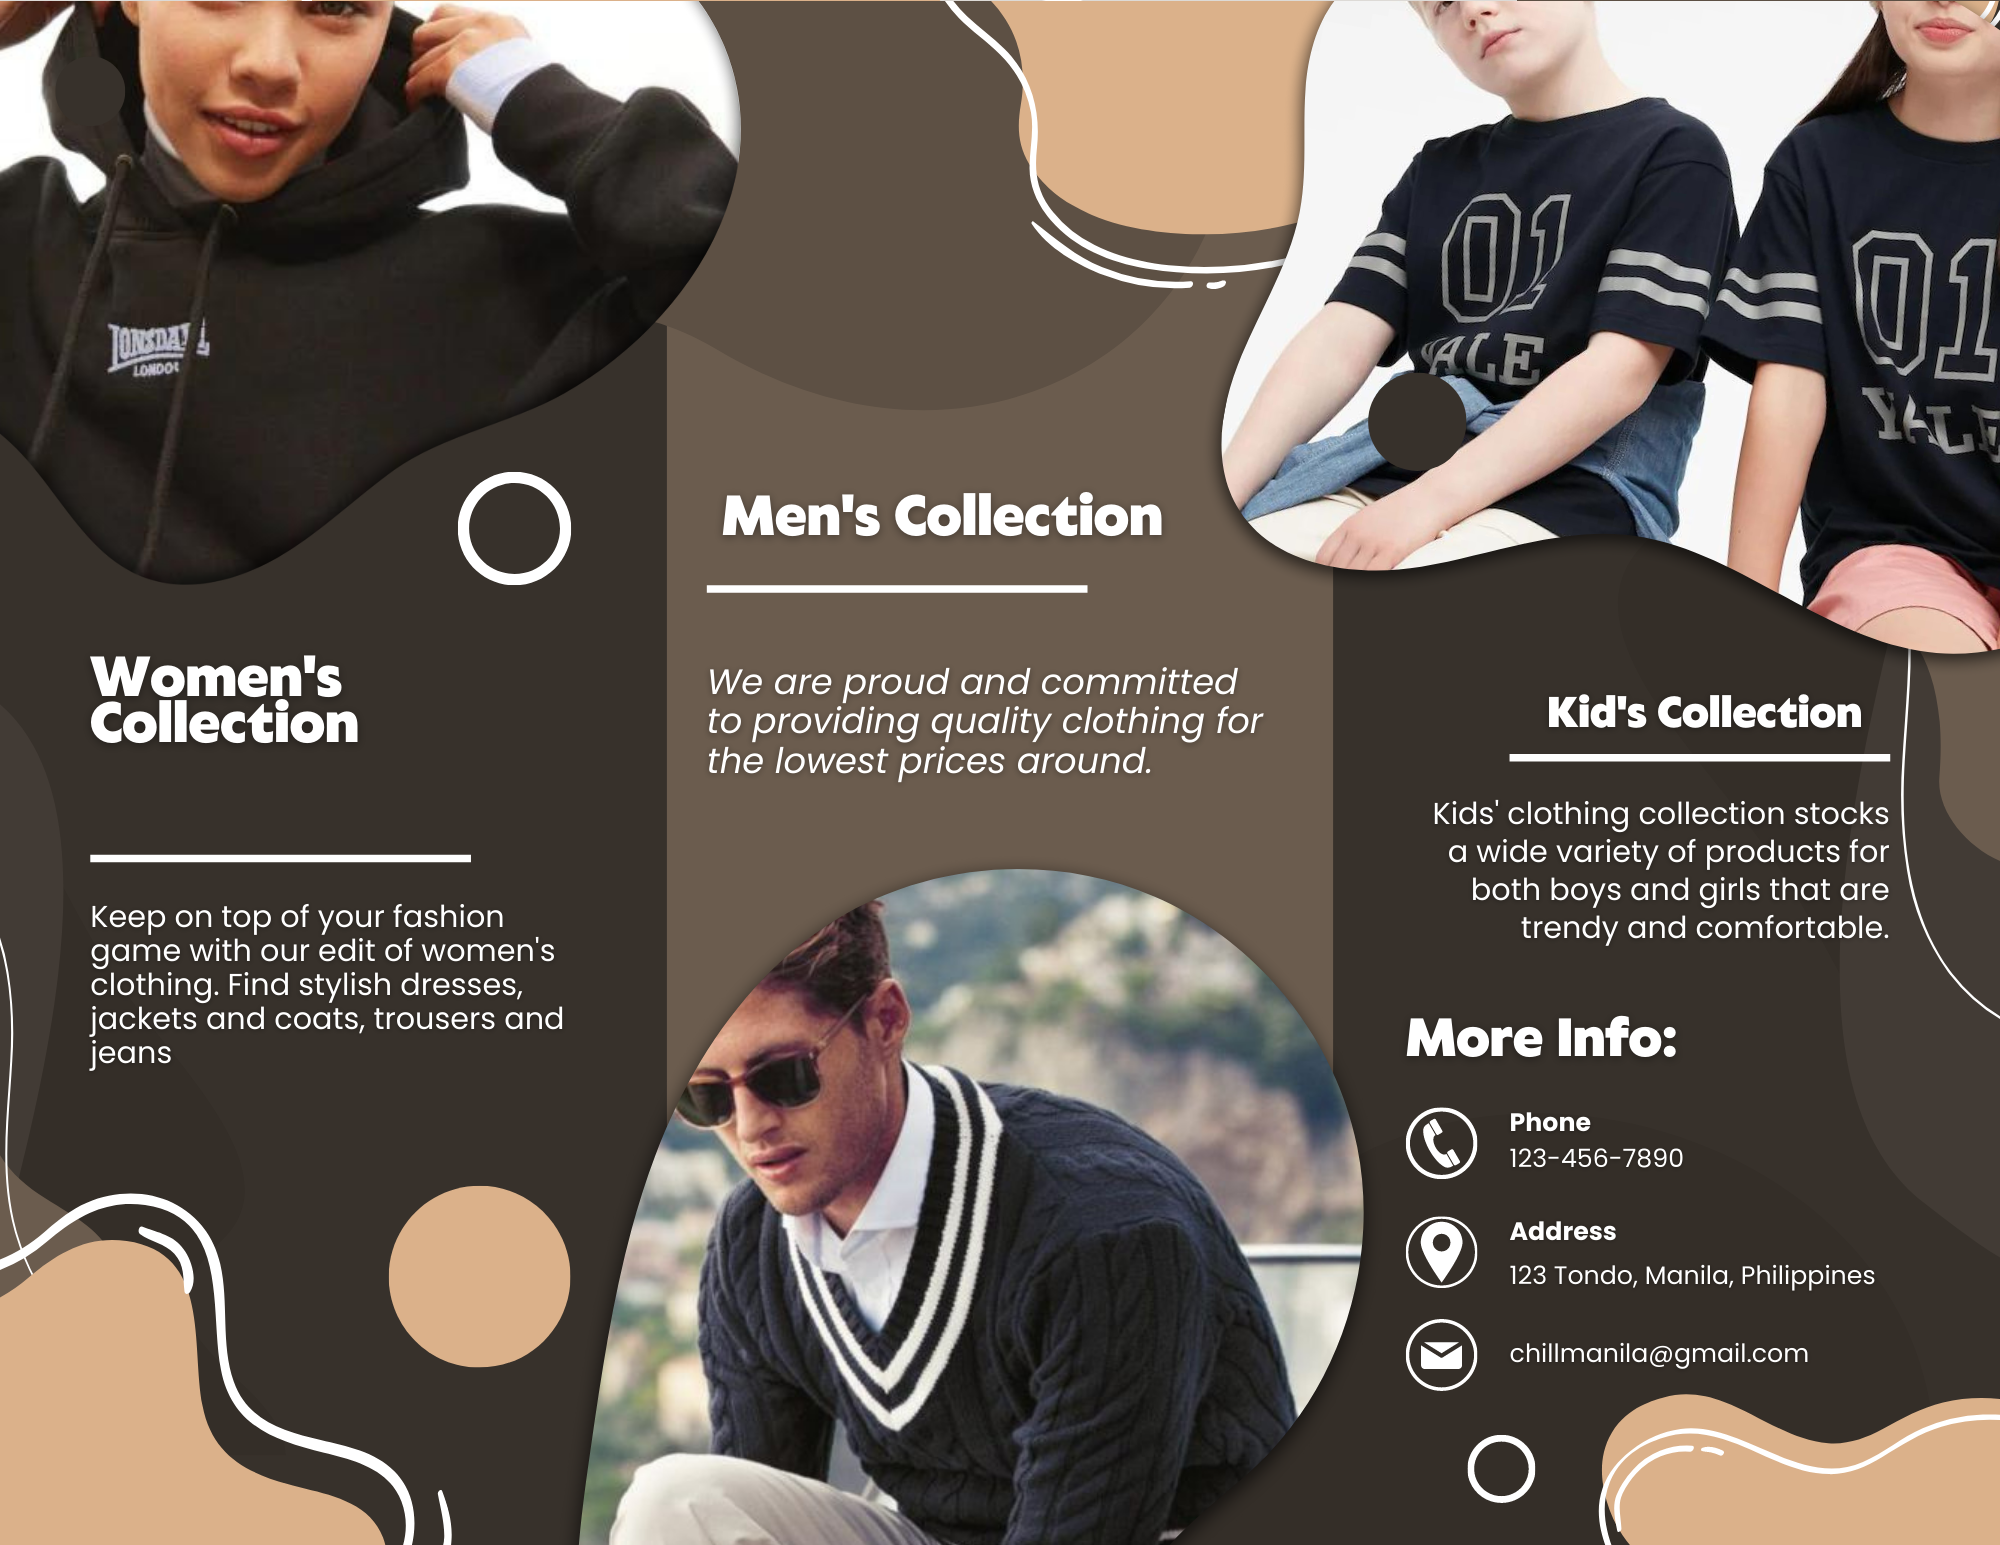 LONSDALE
LONDON
Women's
Collection
Keep on top of your fashion
game with our edit of women's
clothing. Find stylish dresses,
jackets and coats, trousers and
jeans
Men's Collection
We are proud and committed
to providing quality clothing for
the lowest prices around.
01
YALE
01
YALE
Kid's Collection
Kids' clothing collection stocks
a wide variety of products for
both boys and girls that are
trendy and comfortable.
More Info:
Phone
123-456-7890
Address
123 Tondo, Manila, Philippines
chillmanila@gmail.com